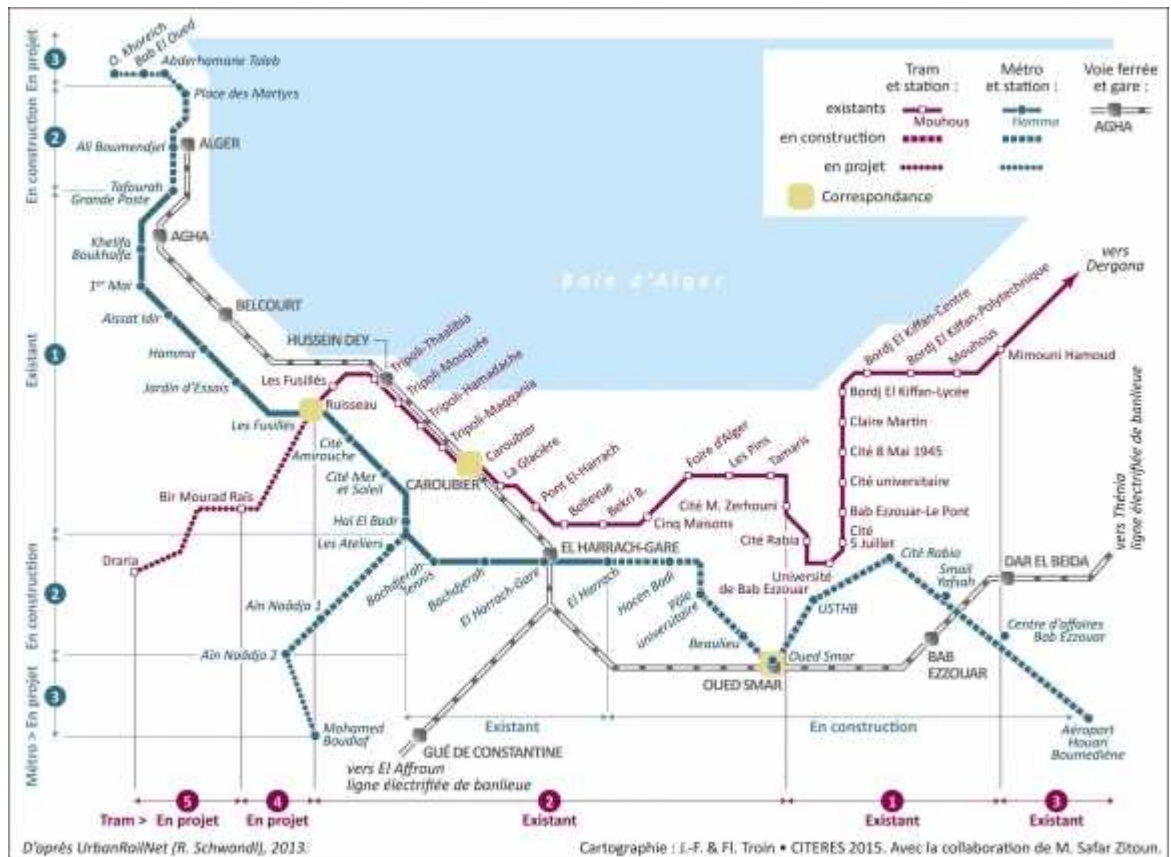 En projet
3
En construction
2
Existant
1
En construction
2
Métro > En projet
3
O. Khoreich
Bab El Oued
Abderhamane Taleb
Place des Martyrs
Ali Boumendjel
ALGER
Tafourah
Grande Poste
Khelifa
Boukhalfa
AGHA
1er Mai
Aissat Idir
BELCOURT
Hamma
Jardin d'Essais
Les Fusillés
HUSSEIN DEY
Les Fusillés
Ruisseau
Tripoli-Thaalibia
Tripoli-Mosquée
Tripoli-Hamadache
Tripoli-Maqqaria
Caroubier
CAROUBIER
La Glacière
Pont El-Harrach
Bellevue
Bekri B.
Cinq Maisons
Foire d'Alger
Les Pins
Tamaris
Cité M. Zerhouni
Cité Rabia
Université
de Bab Ezzouar
Cité
5 Juillet
Bab Ezzouar-Le Pont
Cité universitaire
Cité 8 Mai 1945
Claire Martin
Bordj El Kiffan-Lycée
Bordj El Kiffan-Centre
Bordj El Kiffan-Polytechnique
Mouhous
Mimouni Hamoud
vers
Dergana
Baie d'Alger
Tram
et station :
Métro
et station :
Voie ferrée
et gare :
existants
Mouhous
Hamma
AGHA
en construction
en projet
Correspondance
Cité
Amirouche
Cité Mer
et Soleil
Haï El Badr
Les Ateliers
Bir Mourad Raïs
Draria
Aïn Naâdja 1
Aïn Naâdja 2
Mohamed
Boudiaf
Bachdjerah
Tennis
Bachdjerah
El Harrach-Gare
EL HARRACH-GARE
El Harrach
Hacen Badi
Pôle
universitaire
Beaulieu
Oued Smar
OUED SMAR
USTHB
Cité Rabia
Smaïl
Yafsah
DAR EL BEIDA
Centre d'affaires
Bab Ezzouar
BAB
EZZOUAR
Aéroport
Houari
Boumediène
vers Thénia
ligne électrifiée de banlieue
GUÉ DE CONSTANTINE
vers El Affroun
ligne électrifiée de banlieue
Existant
En construction
Tram >
5
En projet
4
En projet
2
Existant
1
Existant
3
Existant
D'après UrbanRailNet (R. Schwandl), 2013.
Cartographie : J.-F. & Fl. Troin • CITERES 2015. Avec la collaboration de M. Safar Zitoun.